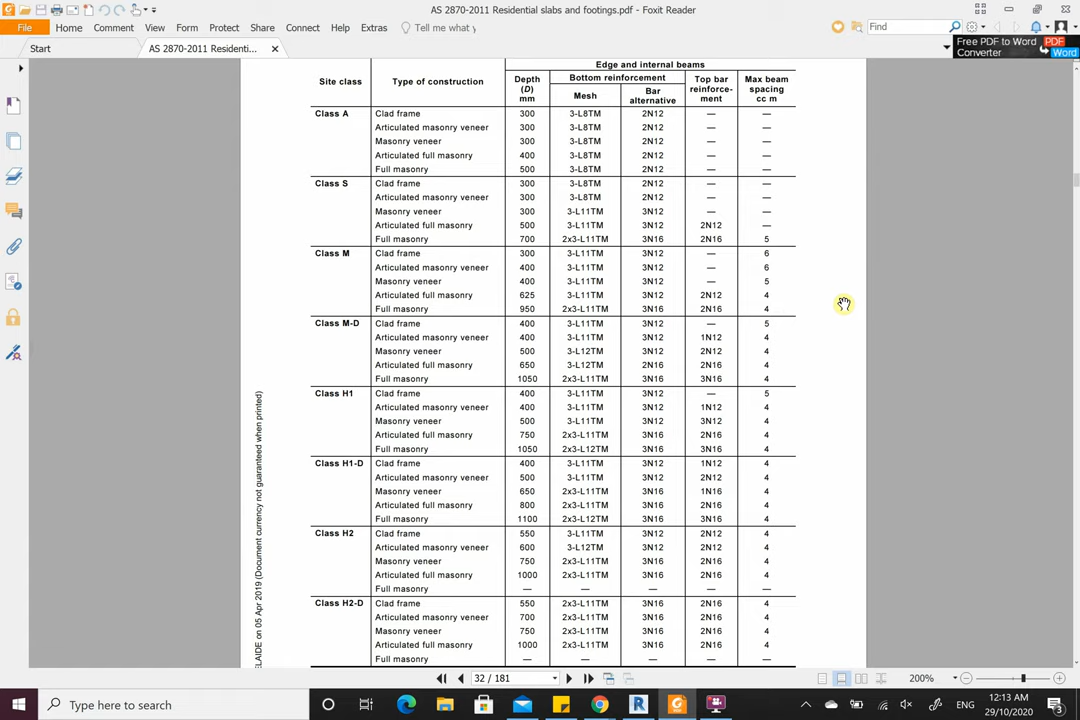 AS 2870-2011 Residential slabs and footings.pdf - Foxit Reader
File Home Comment View Form Protect Share Connect Help Extras Tell me what y Find
Start AS 2870-2011 Residenti...
Free PDF to Word PDF
Converter Word
Edge and internal beams
Site class Type of construction Depth (D) mm Bottom reinforcement Mesh Bar alternative Top bar reinforce-ment Max beam spacing cc m
Class A Clad frame 300 3-L8TM 2N12 — —
Articulated masonry veneer 300 3-L8TM 2N12 — —
Masonry veneer 300 3-L8TM 2N12 — —
Articulated full masonry 400 3-L8TM 2N12 — —
Full masonry 500 3-L8TM 2N12 — —
Class S Clad frame 300 3-L8TM 2N12 — —
Articulated masonry veneer 300 3-L8TM 2N12 — —
Masonry veneer 300 3-L11TM 3N12 — —
Articulated full masonry 500 3-L11TM 3N12 2N12 —
Full masonry 700 2x3-L11TM 3N16 2N16 5
Class M Clad frame 300 3-L11TM 3N12 — 6
Articulated masonry veneer 400 3-L11TM 3N12 — 6
Masonry veneer 400 3-L11TM 3N12 — 5
Articulated full masonry 625 3-L11TM 3N12 2N12 4
Full masonry 950 2x3-L11TM 3N16 2N16 4
Class M-D Clad frame 400 3-L11TM 3N12 — 5
Articulated masonry veneer 400 3-L11TM 3N12 1N12 4
Masonry veneer 500 3-L12TM 3N12 2N12 4
Articulated full masonry 650 3-L12TM 3N12 2N16 4
Full masonry 1050 2x3-L11TM 3N16 3N16 4
Class H1 Clad frame 400 3-L11TM 3N12 — 5
Articulated masonry veneer 400 3-L11TM 3N12 1N12 4
Masonry veneer 500 3-L11TM 3N12 3N12 4
Articulated full masonry 750 2x3-L11TM 3N16 2N16 4
Full masonry 1050 2x3-L12TM 3N16 3N16 4
Class H1-D Clad frame 400 3-L11TM 3N12 1N12 4
Articulated masonry veneer 500 3-L11TM 3N12 2N12 4
Masonry veneer 650 2x3-L11TM 3N16 1N16 4
Articulated full masonry 800 2x3-L11TM 3N16 2N16 4
Full masonry 1100 2x3-L12TM 3N16 3N16 4
Class H2 Clad frame 550 3-L11TM 3N12 2N12 4
Articulated masonry veneer 600 3-L12TM 3N12 2N12 4
Masonry veneer 750 2x3-L11TM 3N16 2N16 4
Articulated full masonry 1000 2x3-L11TM 3N16 2N16 4
Full masonry — — — — —
Class H2-D Clad frame 550 2x3-L11TM 3N16 2N16 4
Articulated masonry veneer 700 2x3-L11TM 3N16 2N16 4
Masonry veneer 750 2x3-L11TM 3N16 2N16 4
Articulated full masonry 1000 2x3-L11TM 3N16 2N16 4
Full masonry — — — — —
ELAIDE on 05 Apr 2019 (Document currency not guaranteed when printed)
32 / 181 200%
Type here to search
ENG 12:13 AM
29/10/2020 3